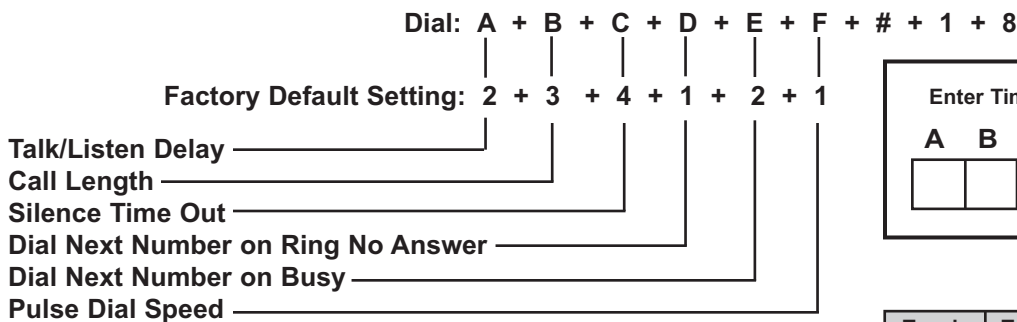 Dial: A + B + C + D + E + F + # + 1 + 8
Factory Default Setting: 2 + 3 + 4 + 1 + 2 + 1
Talk/Listen Delay
Call Length
Silence Time Out
Dial Next Number on Ring No Answer
Dial Next Number on Busy
Pulse Dial Speed
Enter
A B